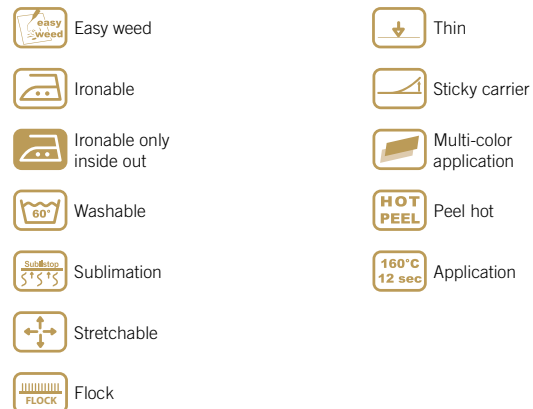 easy
weed
Easy weed
Ironable
Ironable only
inside out
60°
Washable
Sublistop
Sublimation
Stretchable
FLOCK
Flock
Thin
Sticky carrier
Multi-color
application
HOT
PEEL
Peel hot
160°C
12 sec
Application